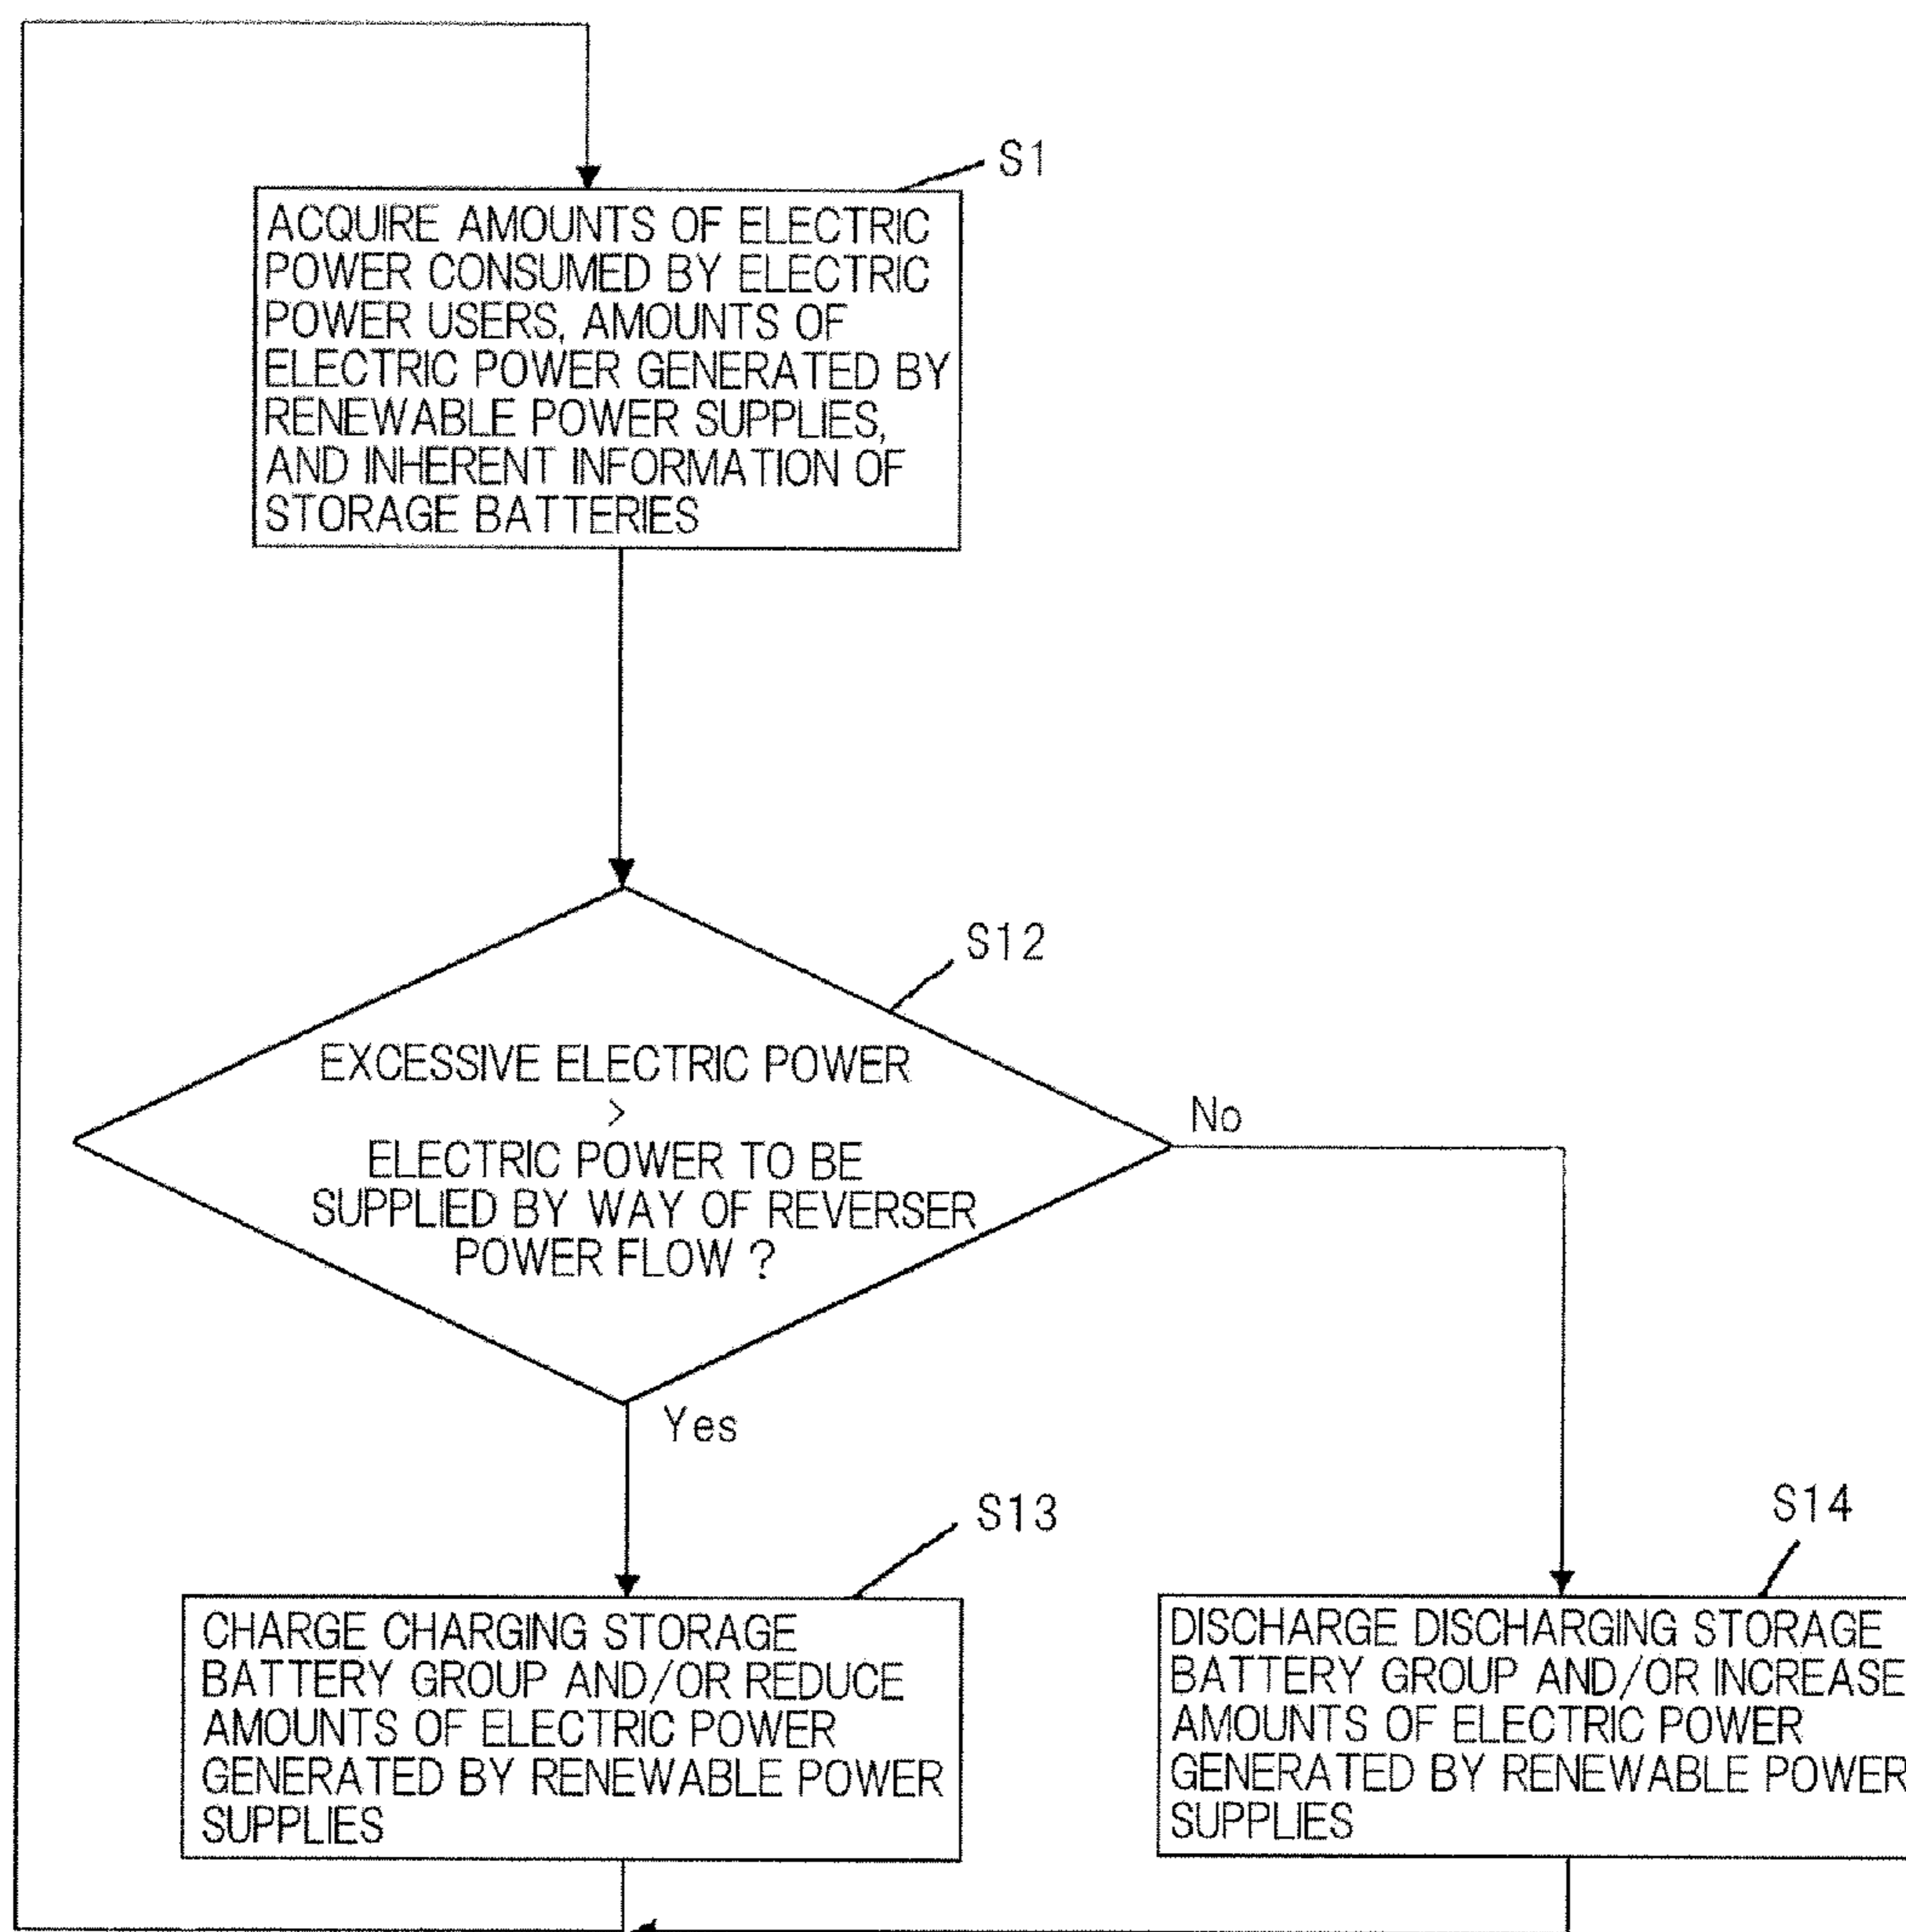 S1
ACQUIRE AMOUNTS OF ELECTRIC
POWER CONSUMED BY ELECTRIC
POWER USERS, AMOUNTS OF
ELECTRIC POWER GENERATED BY
RENEWABLE POWER SUPPLIES,
AND INHERENT INFORMATION OF
STORAGE BATTERIES
S12
EXCESSIVE ELECTRIC POWER
>
ELECTRIC POWER TO BE
SUPPLIED BY WAY OF REVERSER
POWER FLOW ?
No
Yes
S13
CHARGE CHARGING STORAGE
BATTERY GROUP AND/OR REDUCE
AMOUNTS OF ELECTRIC POWER
GENERATED BY RENEWABLE POWER
SUPPLIES
S14
DISCHARGE DISCHARGING STORAGE
BATTERY GROUP AND/OR INCREASE
AMOUNTS OF ELECTRIC POWER
GENERATED BY RENEWABLE POWER
SUPPLIES